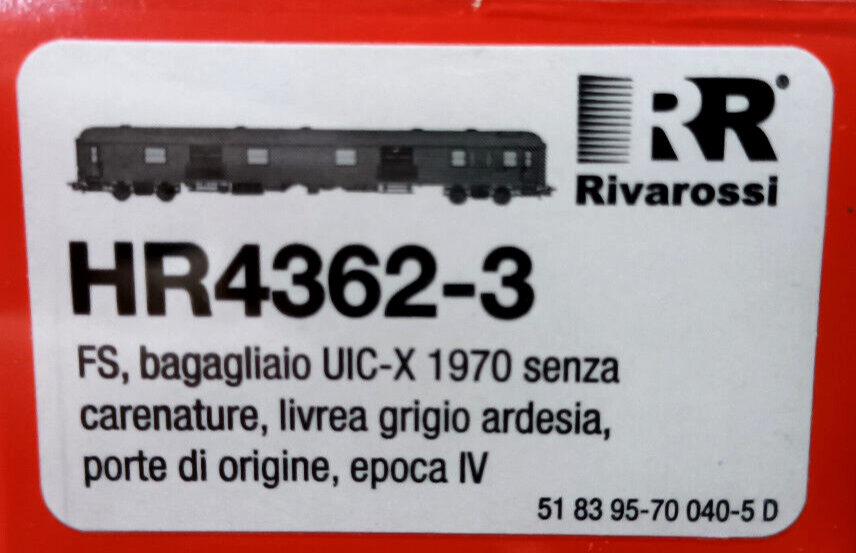 RR®
Rivarossi
HR4362-3
FS, bagagliaio UIC-X 1970 senza
carenature, livrea grigio ardesia,
porte di origine, epoca IV
51 83 95-70 040-5 D